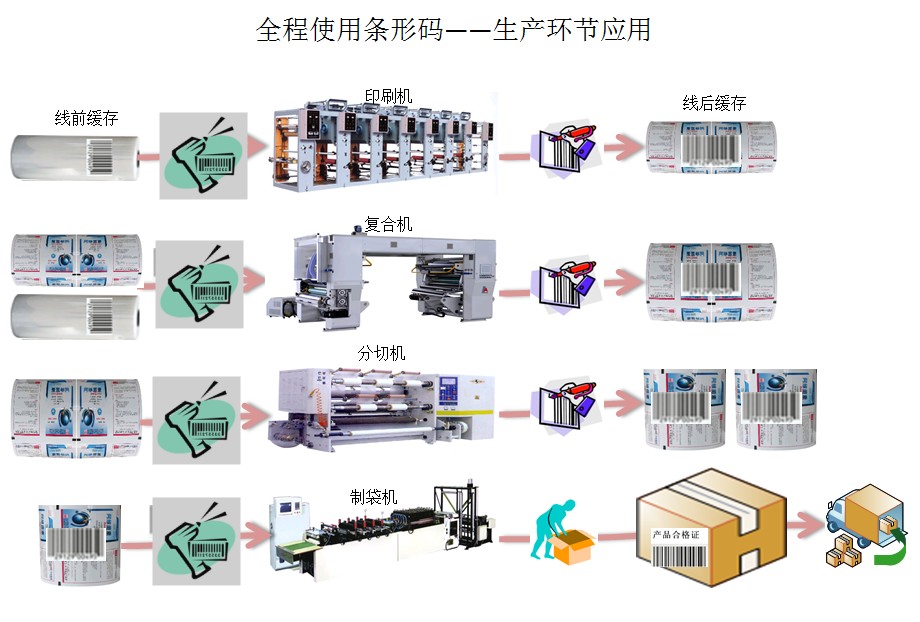 全程使用条形码——生产环节应用
线前缓存
印刷机
线后缓存
复合机
分切机
制袋机
产品合格证